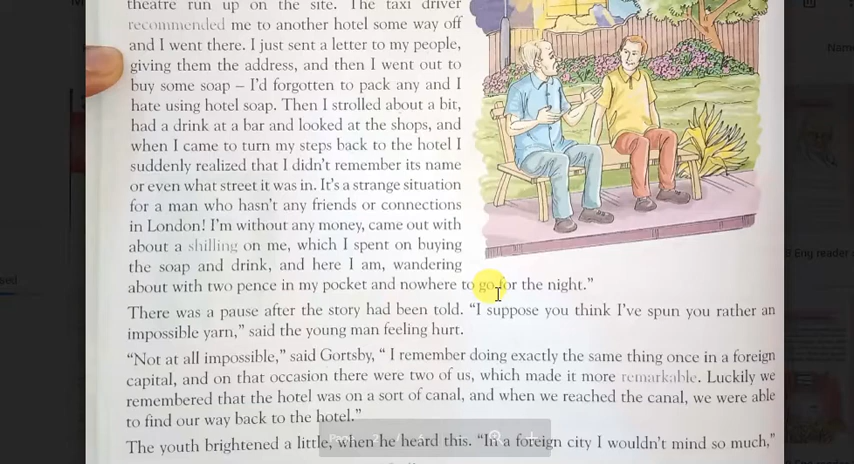 theatre run up on the site. The taxi driver
recommended me to another hotel some way off
and I went there. I just sent a letter to my people,
giving them the address, and then I went out to
buy some soap – I'd forgotten to pack any and I
hate using hotel soap. Then I strolled about a bit,
had a drink at a bar and looked at the shops, and
when I came to turn my steps back to the hotel I
suddenly realized that I didn't remember its name
or even what street it was in. It's a strange situation
for a man who hasn't any friends or connections
in London! I'm without any money, came out with
about a shilling on me, which I spent on buying
the soap and drink, and here I am, wandering
about with two pence in my pocket and nowhere to go for the night."
There was a pause after the story had been told. "I suppose you think I've spun you rather an
impossible yarn," said the young man feeling hurt.
"Not at all impossible," said Gortsby, " I remember doing exactly the same thing once in a foreign
capital, and on that occasion there were two of us, which made it more remarkable. Luckily we
remembered that the hotel was on a sort of canal, and when we reached the canal, we were able
to find our way back to the hotel."
The youth brightened a little, when he heard this. "In a foreign city I wouldn't mind so much,"
Name
8 Eng reader